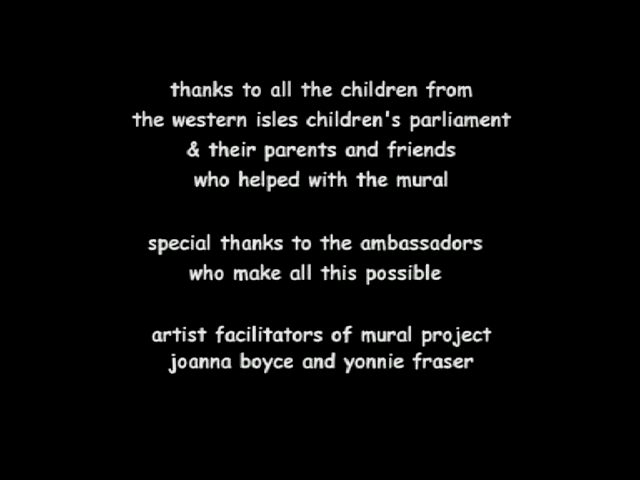 thanks to all the children from
the western isles children's parliament
& their parents and friends
who helped with the mural
special thanks to the ambassadors
who make all this possible
artist facilitators of mural project
joanna boyce and yonnie fraser